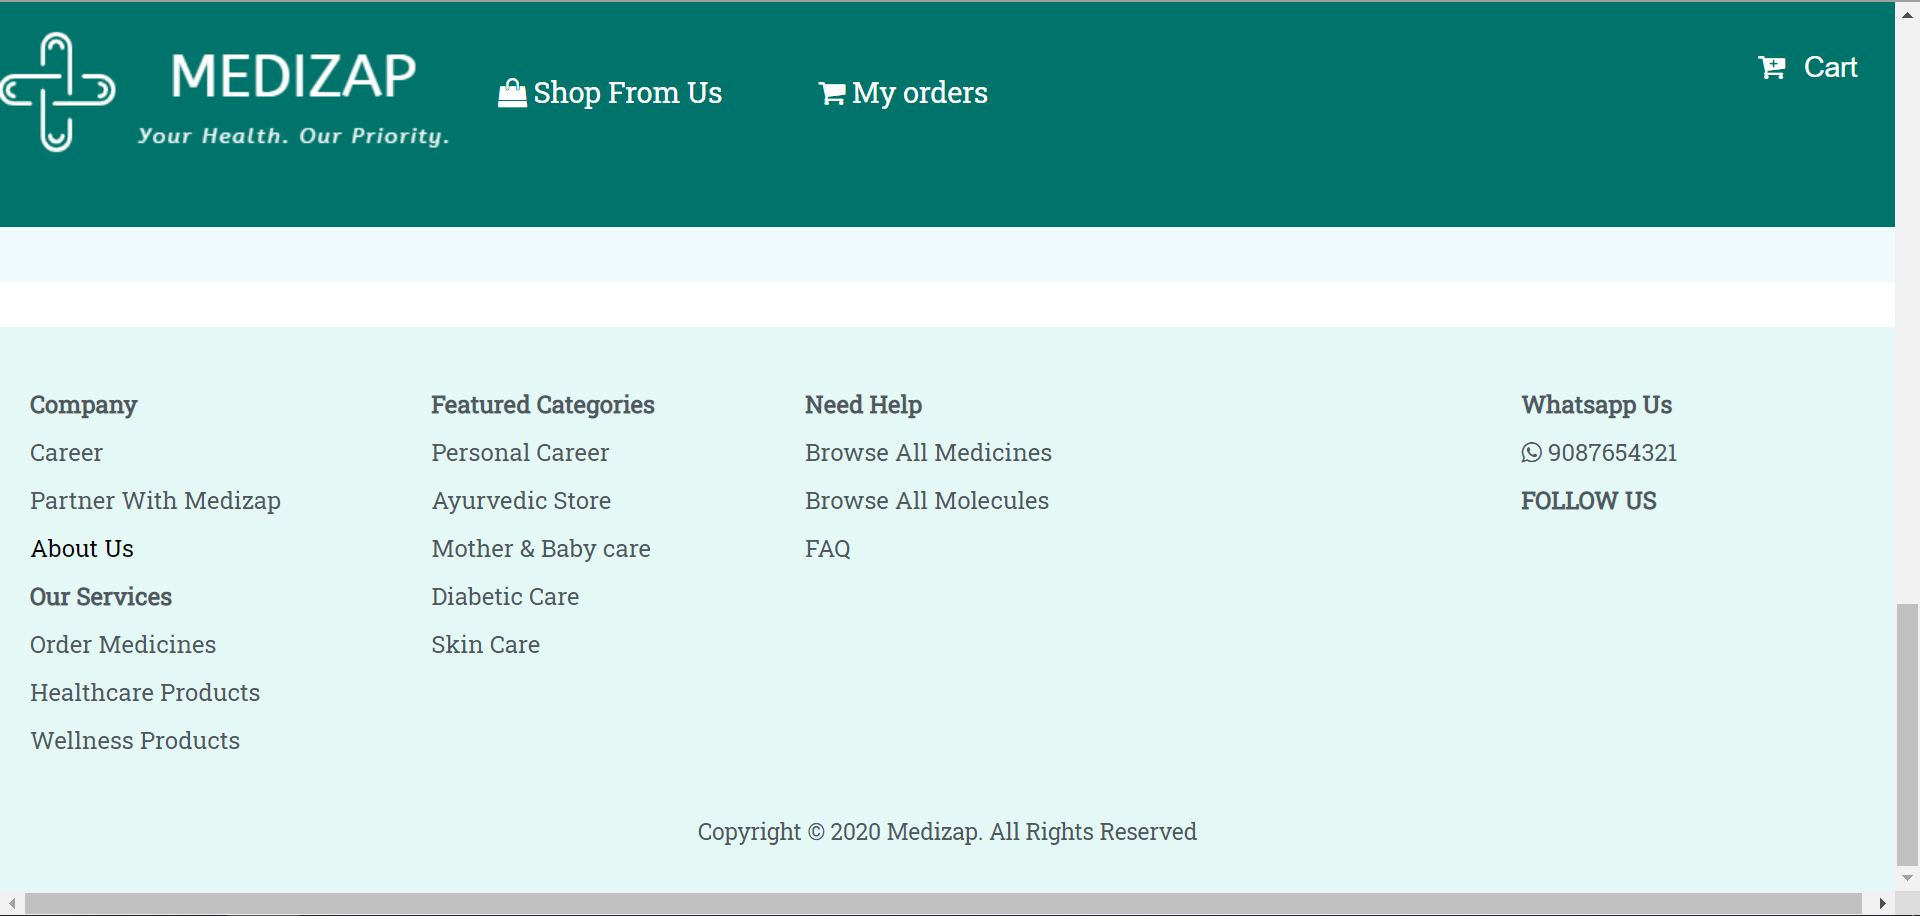 MEDIZAP
Your Health. Our Priority.
Shop From Us
My orders
Cart
Company
Career
Partner With Medizap
About Us
Our Services
Order Medicines
Healthcare Products
Wellness Products
Featured Categories
Personal Career
Ayurvedic Store
Mother & Baby care
Diabetic Care
Skin Care
Need Help
Browse All Medicines
Browse All Molecules
FAQ
Whatsapp Us
9087654321
FOLLOW US
Copyright © 2020 Medizap. All Rights Reserved